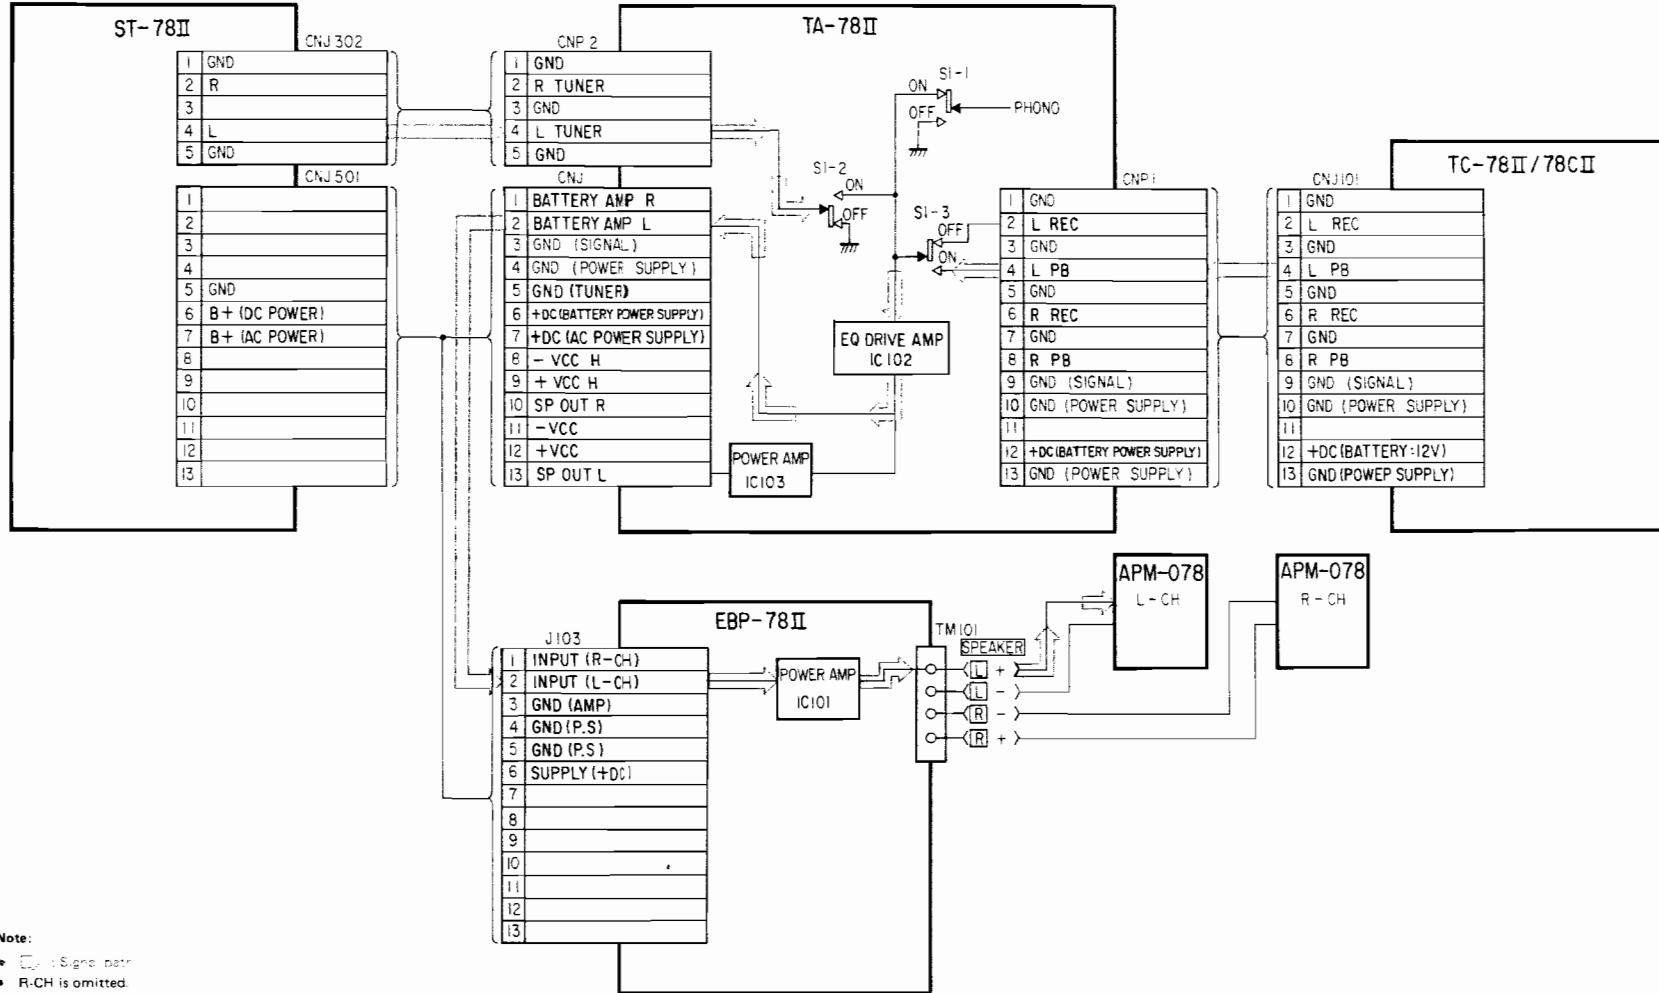 ST-78II
CNJ302
1 GND
2 R
3
4 L
5 GND
CNJ501
1
2
3
4
5 GND
6 B+ (DC POWER)
7 B+ (AC POWER)
8
9
10
11
12
13
TA-78II
CNP2
1 GND
2 R TUNER
3 GND
4 L TUNER
5 GND
CNJ
1 BATTERY AMP R
2 BATTERY AMP L
3 GND (SIGNAL)
4 GND (POWER SUPPLY)
5 GND (TUNER)
6 +DC(BATTERY POWER SUPPLY)
7 +DC (AC POWER SUPPLY)
8 - VCC H
9 + VCC H
10 SP OUT R
11 -VCC
12 +VCC
13 SP OUT L
S1-1
ON
OFF
PHONO
S1-2
ON
OFF
S1-3
OFF
ON
EQ DRIVE AMP
IC102
POWER AMP
IC103
CNP1
1 GND
2 L REC
3 GND
4 L PB
5 GND
6 R REC
7 GND
8 R PB
9 GND (SIGNAL)
10 GND (POWER SUPPLY)
11
12 +DC(BATTERY POWER SUPPLY)
13 GND (POWER SUPPLY)
TC-78II/78CII
CNJ101
1 GND
2 L REC
3 GND
4 L PB
5 GND
6 R REC
7 GND
8 R PB
9 GND (SIGNAL)
10 GND (POWER SUPPLY)
11
12 +DC(BATTERY:12V)
13 GND(POWEP SUPPLY)
EBP-78II
J103
1 INPUT (R-CH)
2 INPUT (L-CH)
3 GND (AMP)
4 GND(P.S)
5 GND (P.S)
6 SUPPLY(+DC)
7
8
9
10
11
12
13
POWER AMP
IC101
TM101
SPEAKER
L +
L -
R -
R +
APM-078
L-CH
APM-078
R-CH
Note:
• : Signal path
• R-CH is omitted.